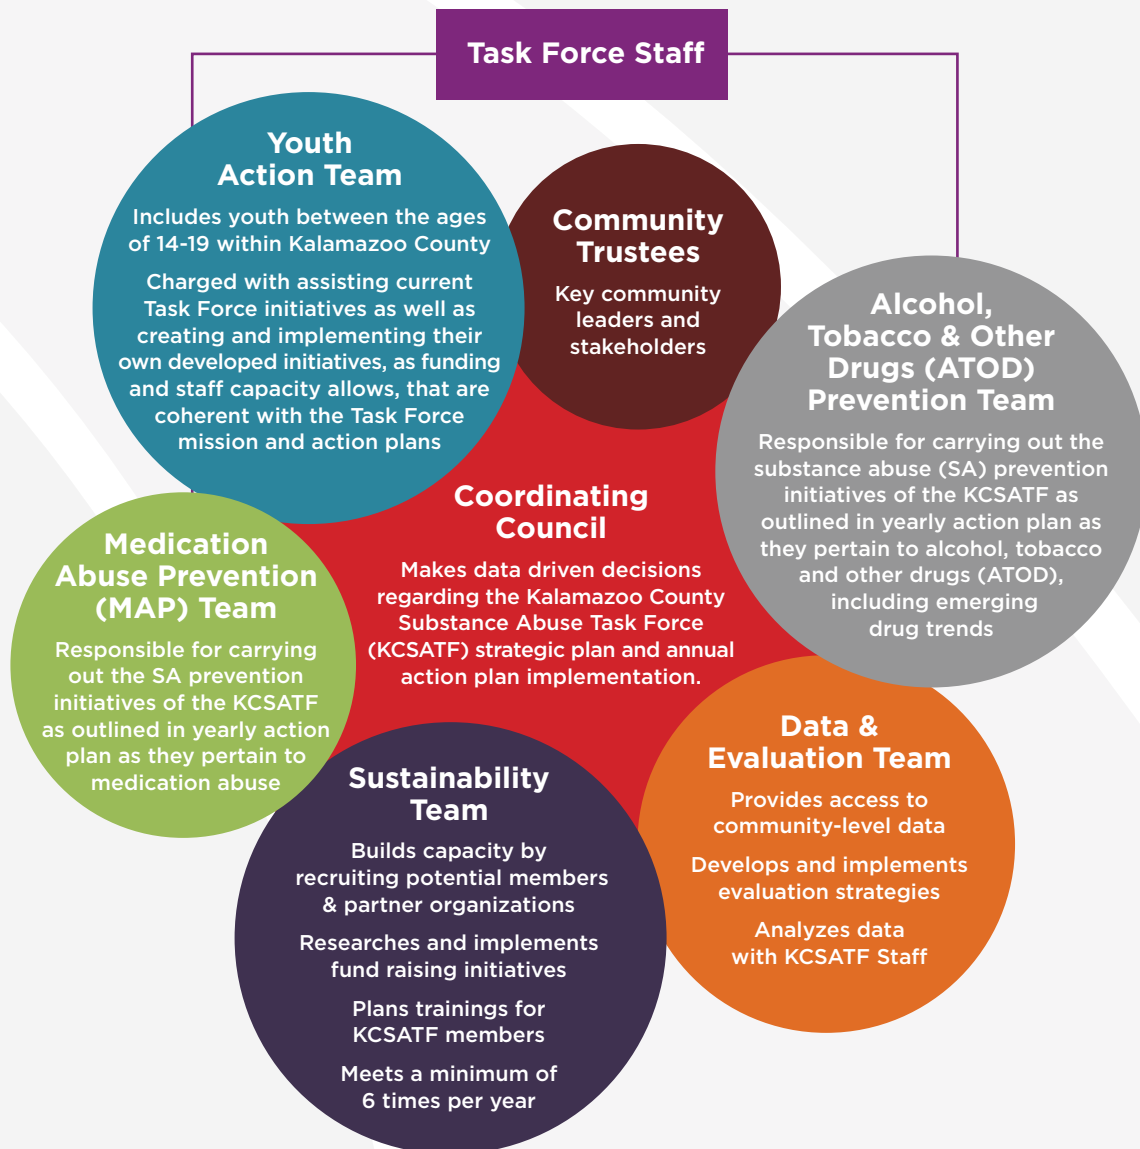 Task Force Staff
Youth
Action Team
Includes youth between the ages
of 14-19 within Kalamazoo County
Charged with assisting current
Task Force initiatives as well as
creating and implementing their
own developed initiatives, as funding
and staff capacity allows, that are
coherent with the Task Force
mission and action plans
Community
Trustees
Key community
leaders and
stakeholders
Alcohol,
Tobacco & Other
Drugs (ATOD)
Prevention Team
Responsible for carrying out the
substance abuse (SA) prevention
initiatives of the KCSATF as
outlined in yearly action plan as
they pertain to alcohol, tobacco
and other drugs (ATOD),
including emerging
drug trends
Coordinating
Council
Makes data driven decisions
regarding the Kalamazoo County
Substance Abuse Task Force
(KCSATF) strategic plan and annual
action plan implementation.
Medication
Abuse Prevention
(MAP) Team
Responsible for carrying
out the SA prevention
initiatives of the KCSATF
as outlined in yearly action
plan as they pertain to
medication abuse
Sustainability
Team
Builds capacity by
recruiting potential members
& partner organizations
Researches and implements
fund raising initiatives
Plans trainings for
KCSATF members
Meets a minimum of
6 times per year
Data &
Evaluation Team
Provides access to
community-level data
Develops and implements
evaluation strategies
Analyzes data
with KCSATF Staff